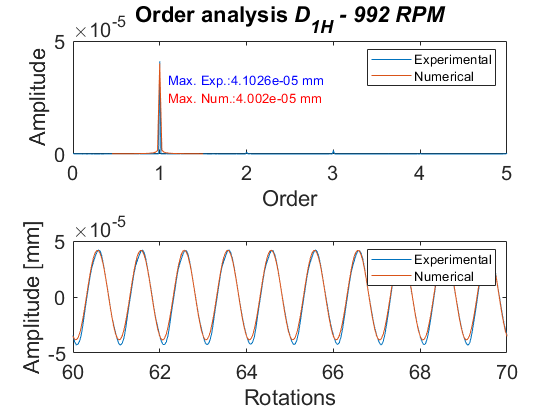 Order analysis D1H - 992 RPM
×10-5
5
Experimental
Numerical
Max. Exp.:4.1026e-05 mm
Max. Num.:4.002e-05 mm
Amplitude
0
0 1 2 3 4 5
Order
×10-5
5
Experimental
Numerical
Amplitude [mm]
0
-5
60 62 64 66 68 70
Rotations